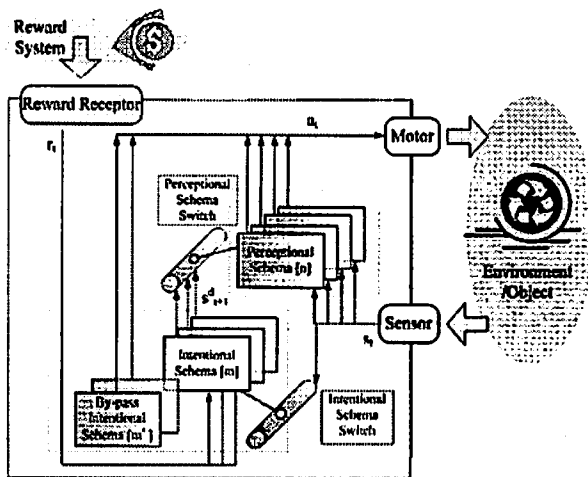 Reward
System
S
Reward Receptor
r_t
u_t
Motor
Perceptional
Schema
Switch
Perceptional
Schema {n}
Environment
/Object
s^d_t+1
s_t
Sensor
Intentional
Schema {m}
By-pass
Intentional
Schema {m'}
Intentional
Schema
Switch